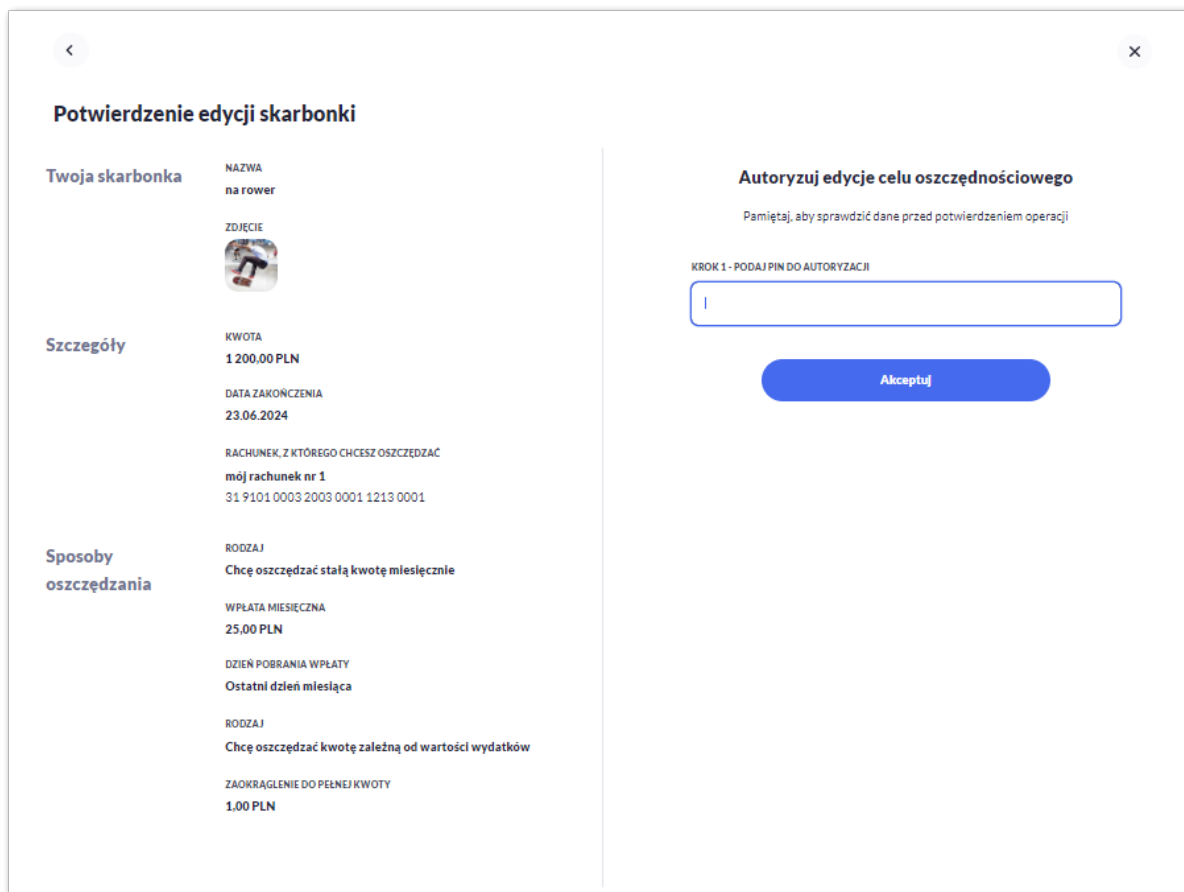 Potwierdzenie edycji skarbonki
Twoja skarbonka
NAZWA
na rower
ZDJĘCIE
Szczegóły
KWOTA
1 200,00 PLN
DATA ZAKOŃCZENIA
23.06.2024
RACHUNEK, Z KTÓREGO CHCESZ OSZCZĘDZAĆ
mój rachunek nr 1
31 9101 0003 2003 0001 1213 0001
Sposoby
oszczędzania
RODZAJ
Chcę oszczędzać stałą kwotę miesięcznie
WPŁATA MIESIĘCZNA
25,00 PLN
DZIEŃ POBRANIA WPŁATY
Ostatni dzień miesiąca
RODZAJ
Chcę oszczędzać kwotę zależną od wartości wydatków
ZAOKRĄGLENIE DO PEŁNEJ KWOTY
1,00 PLN
Autoryzuj edycje celu oszczędnościowego
Pamiętaj, aby sprawdzić dane przed potwierdzeniem operacji
KROK 1 - PODAJ PIN DO AUTORYZACJI
Akceptuj